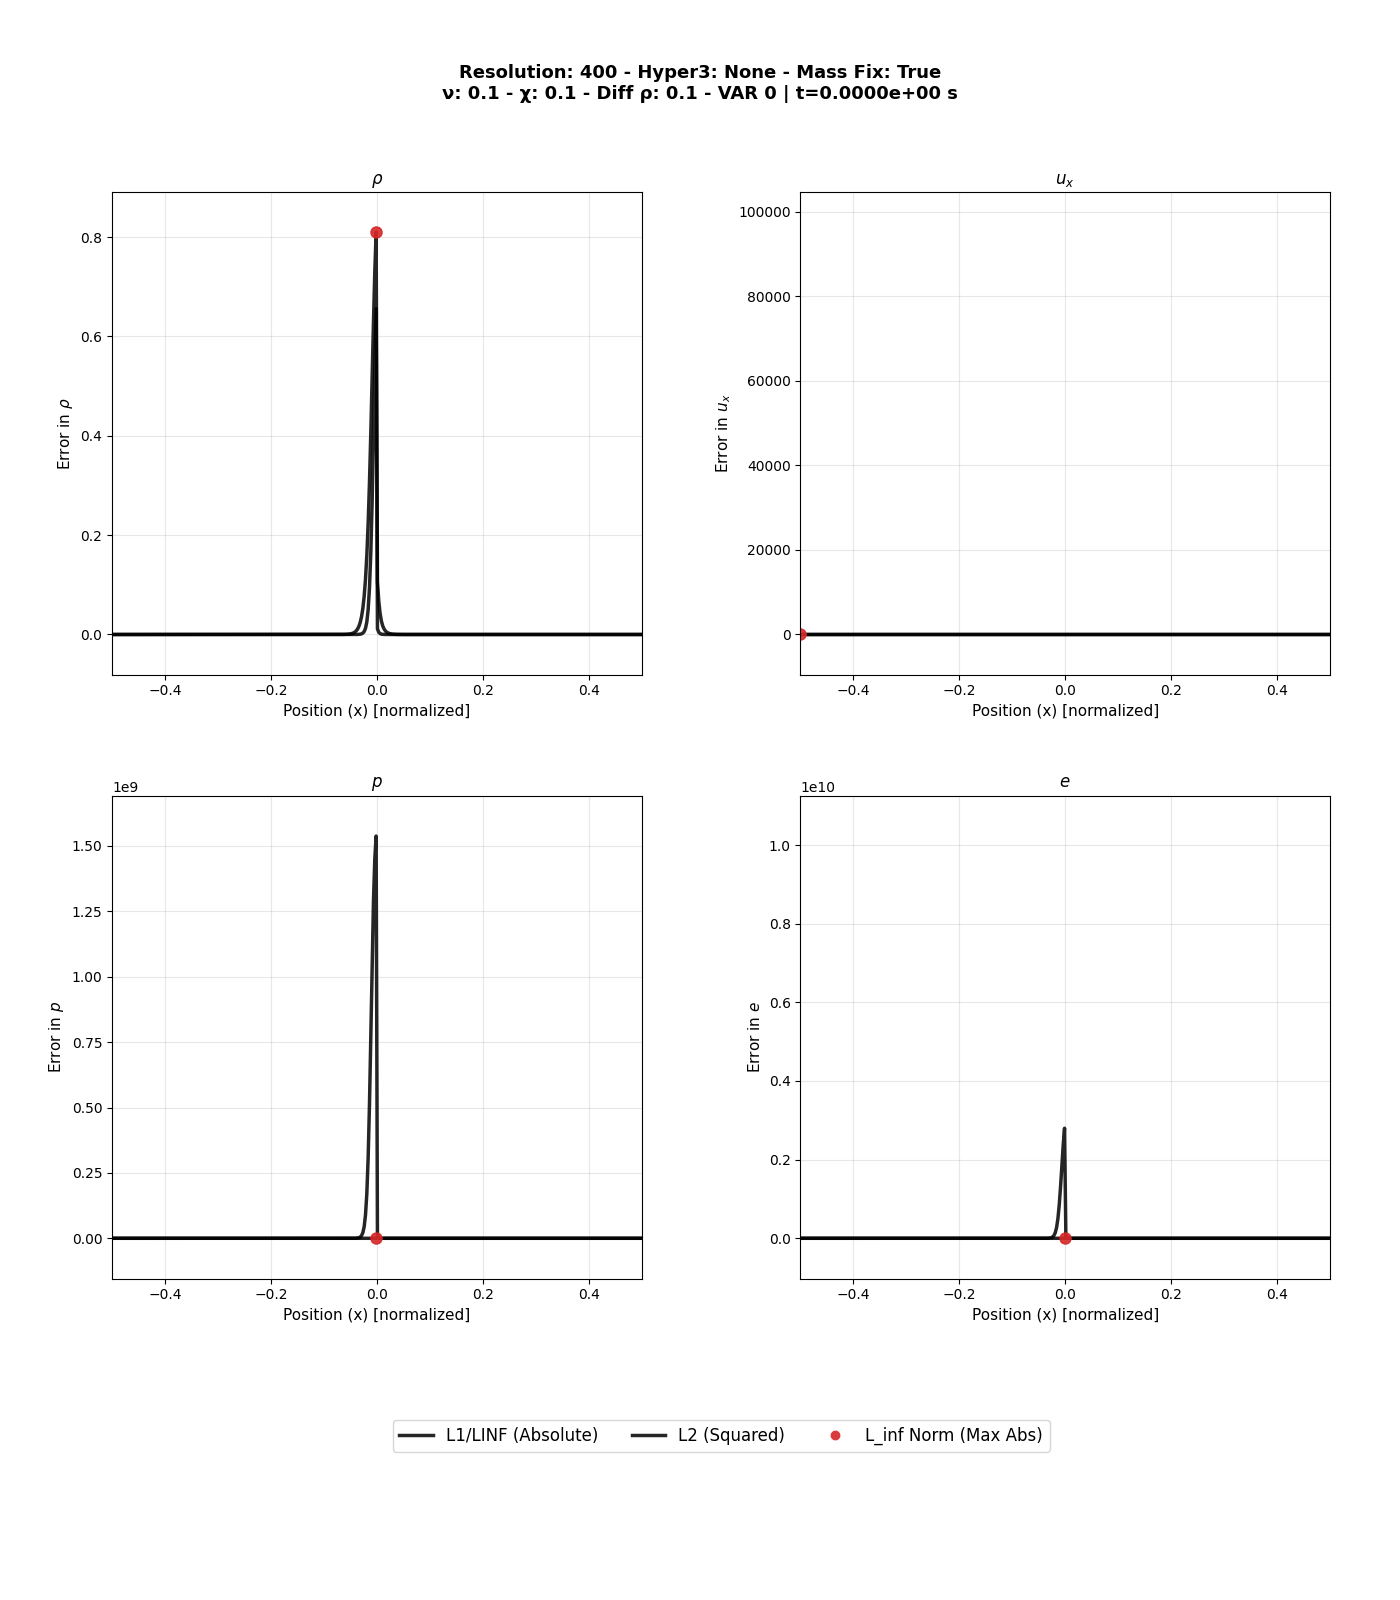 Resolution: 400 - Hyper3: None - Mass Fix: True
ν: 0.1 - χ: 0.1 - Diff ρ: 0.1 - VAR 0 | t=0.0000e+00 s
ρ
Error in ρ
0.8
0.6
0.4
0.2
0.0
−0.4 −0.2 0.0 0.2 0.4
Position (x) [normalized]
u_x
Error in u_x
100000
80000
60000
40000
20000
0
−0.4 −0.2 0.0 0.2 0.4
Position (x) [normalized]
1e9
p
Error in p
1.50
1.25
1.00
0.75
0.50
0.25
0.00
−0.4 −0.2 0.0 0.2 0.4
Position (x) [normalized]
1e10
e
Error in e
1.0
0.8
0.6
0.4
0.2
0.0
−0.4 −0.2 0.0 0.2 0.4
Position (x) [normalized]
L1/LINF (Absolute) L2 (Squared) L_inf Norm (Max Abs)